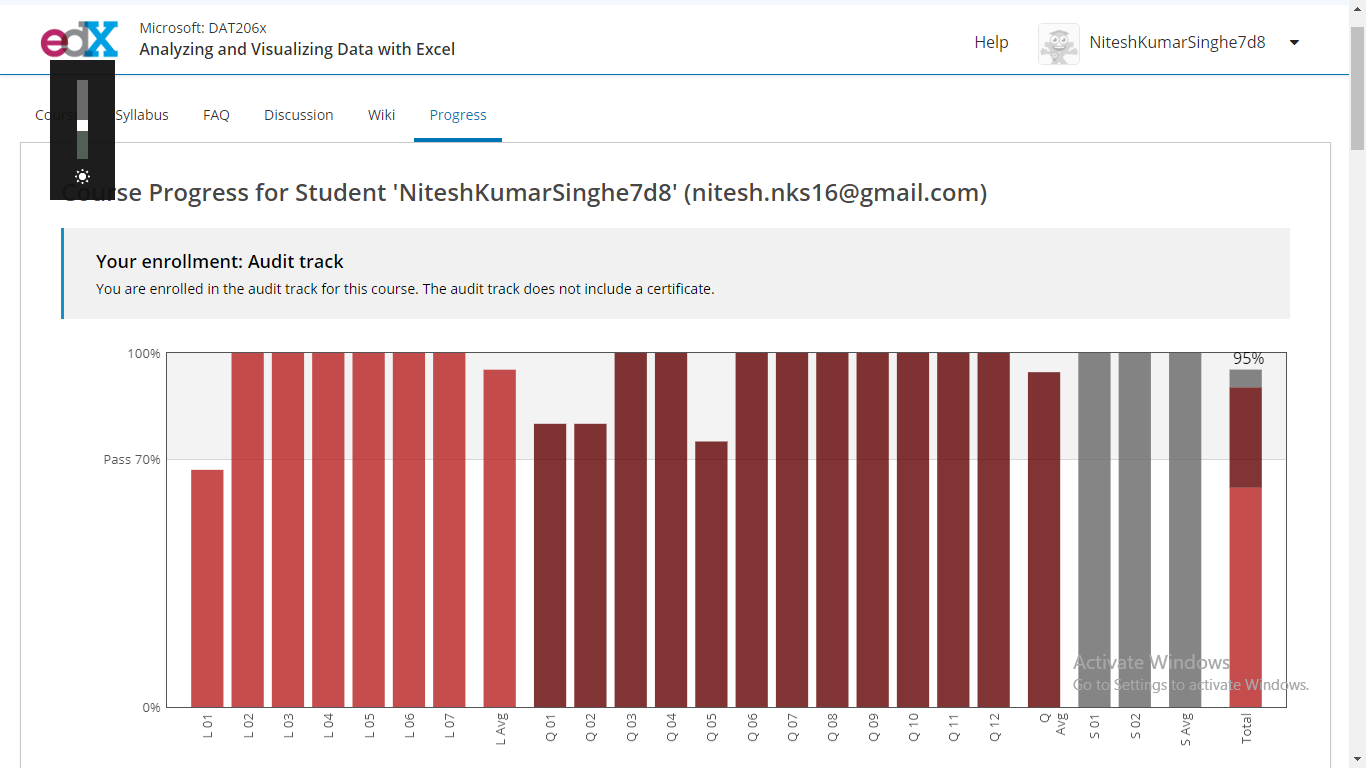 edX
Microsoft: DAT206x
Analyzing and Visualizing Data with Excel
Help
NiteshKumarSinghe7d8
Course
Syllabus
FAQ
Discussion
Wiki
Progress
Course Progress for Student 'NiteshKumarSinghe7d8' (nitesh.nks16@gmail.com)
Your enrollment: Audit track
You are enrolled in the audit track for this course. The audit track does not include a certificate.
100%
95%
Pass 70%
0%
L 01
L 02
L 03
L 04
L 05
L 06
L 07
L Avg
Q 01
Q 02
Q 03
Q 04
Q 05
Q 06
Q 07
Q 08
Q 09
Q 10
Q 11
Q 12
Q
Avg
S 01
S 02
S Avg
Total
Activate Windows
Go to Settings to activate Windows.